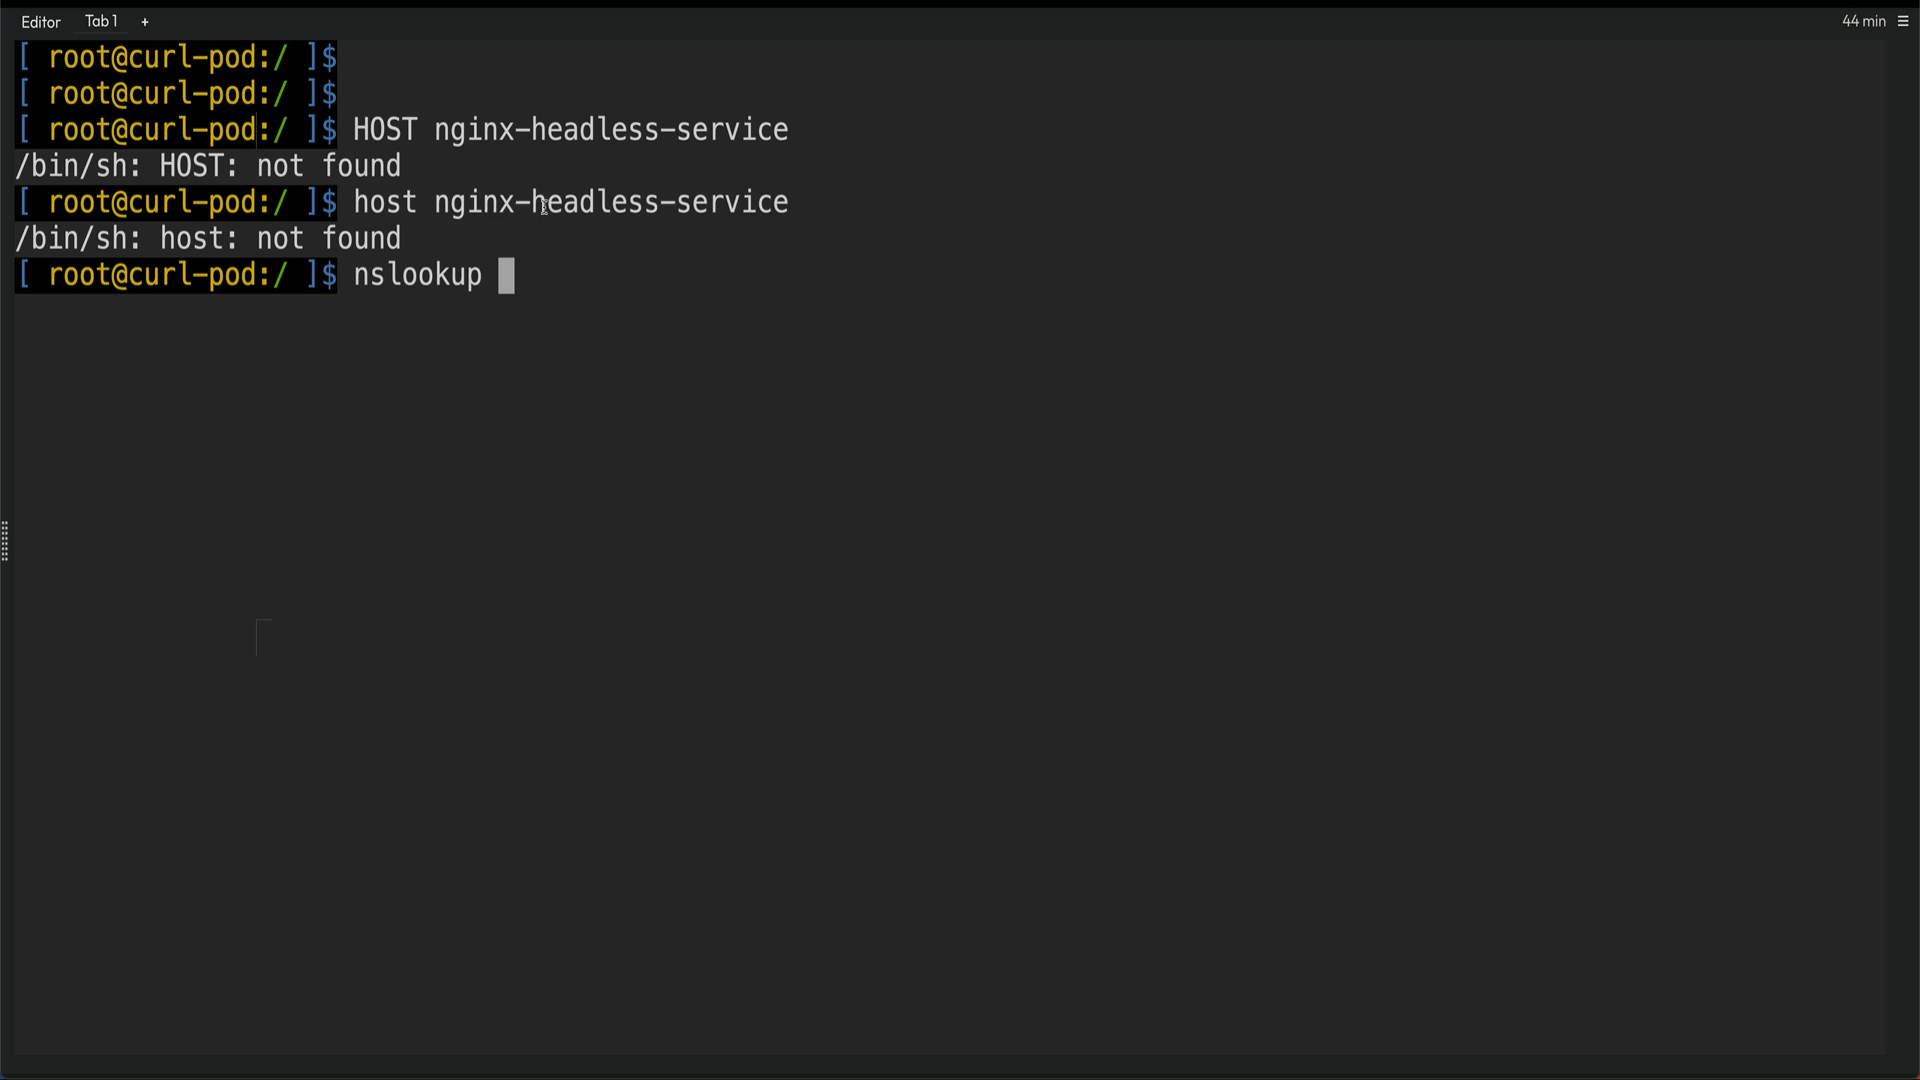 Editor Tab 1 + 44 min
[ root@curl-pod:/ ]$
[ root@curl-pod:/ ]$
[ root@curl-pod:/ ]$ HOST nginx-headless-service
/bin/sh: HOST: not found
[ root@curl-pod:/ ]$ host nginx-headless-service
/bin/sh: host: not found
[ root@curl-pod:/ ]$ nslookup